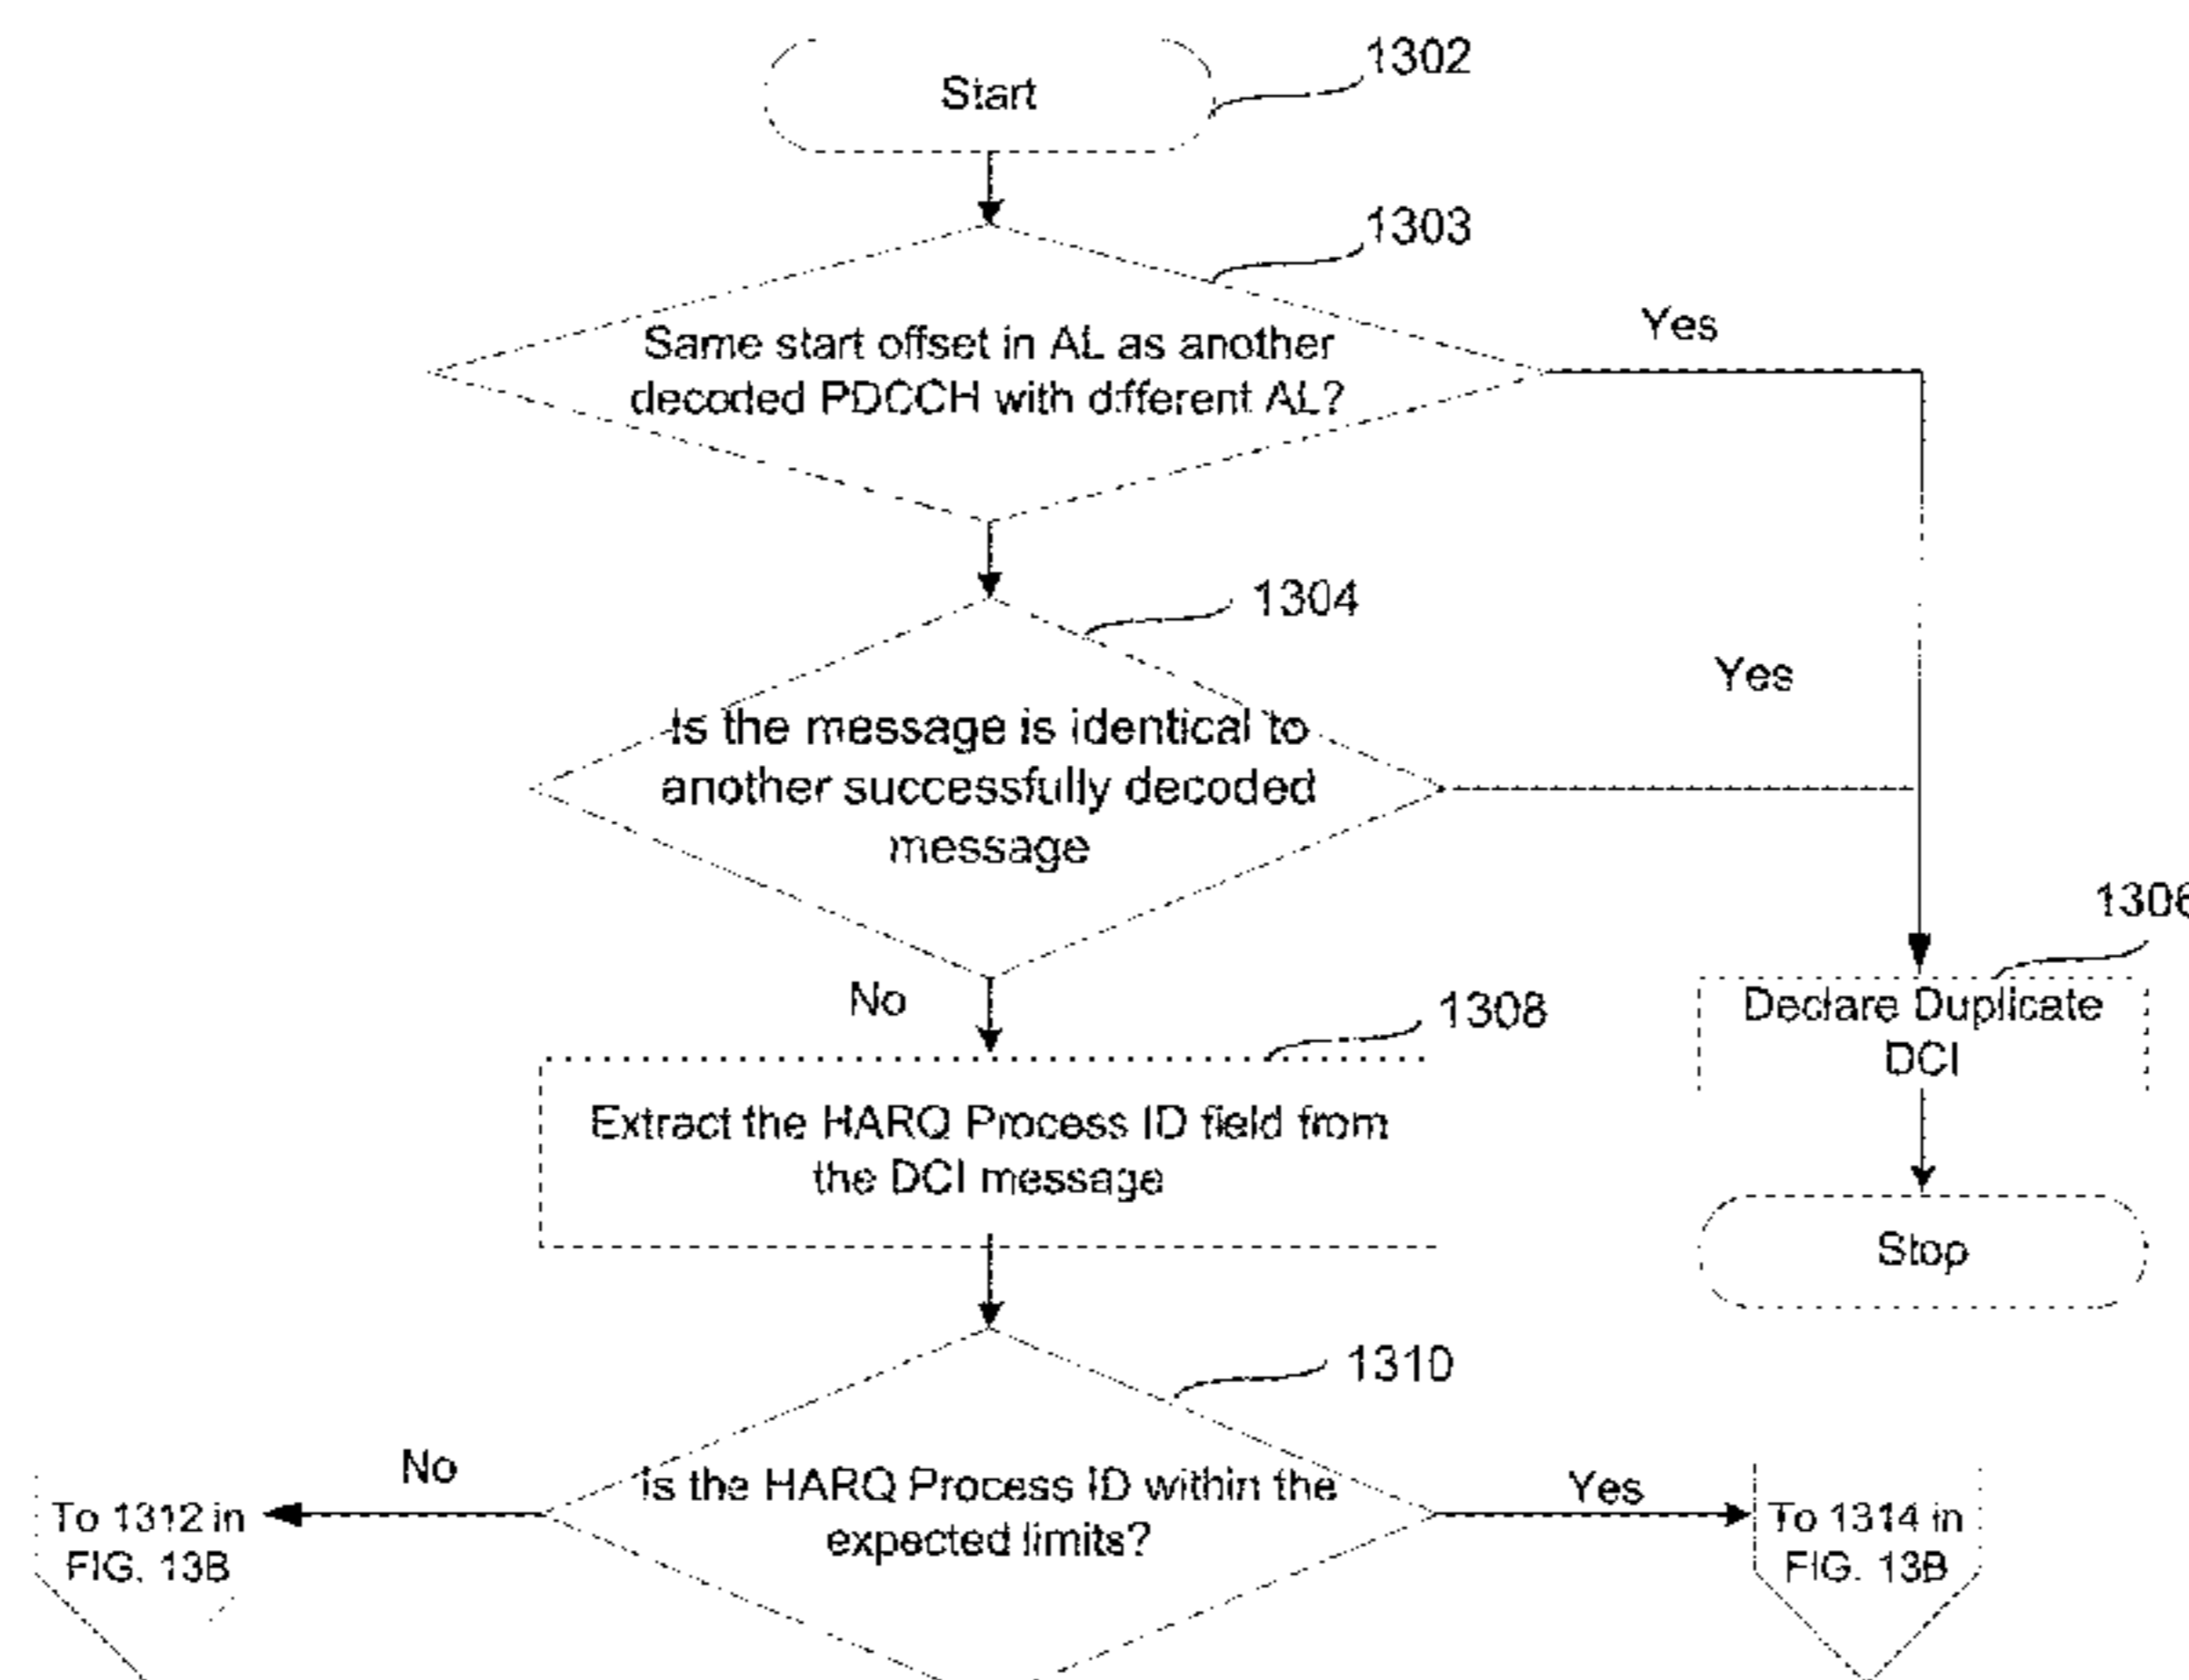 Start
1302
1303
Same start offset in AL as another
decoded PDCCH with different AL?
Yes
1304
Is the message is identical to
another successfully decoded
message
Yes
1306
Declare Duplicate
DCI
No
1308
Extract the HARQ Process ID field from
the DCI message
Stop
1310
Is the HARQ Process ID within the
expected limits?
No
Yes
To 1312 in
FIG. 13B
To 1314 in
FIG. 13B